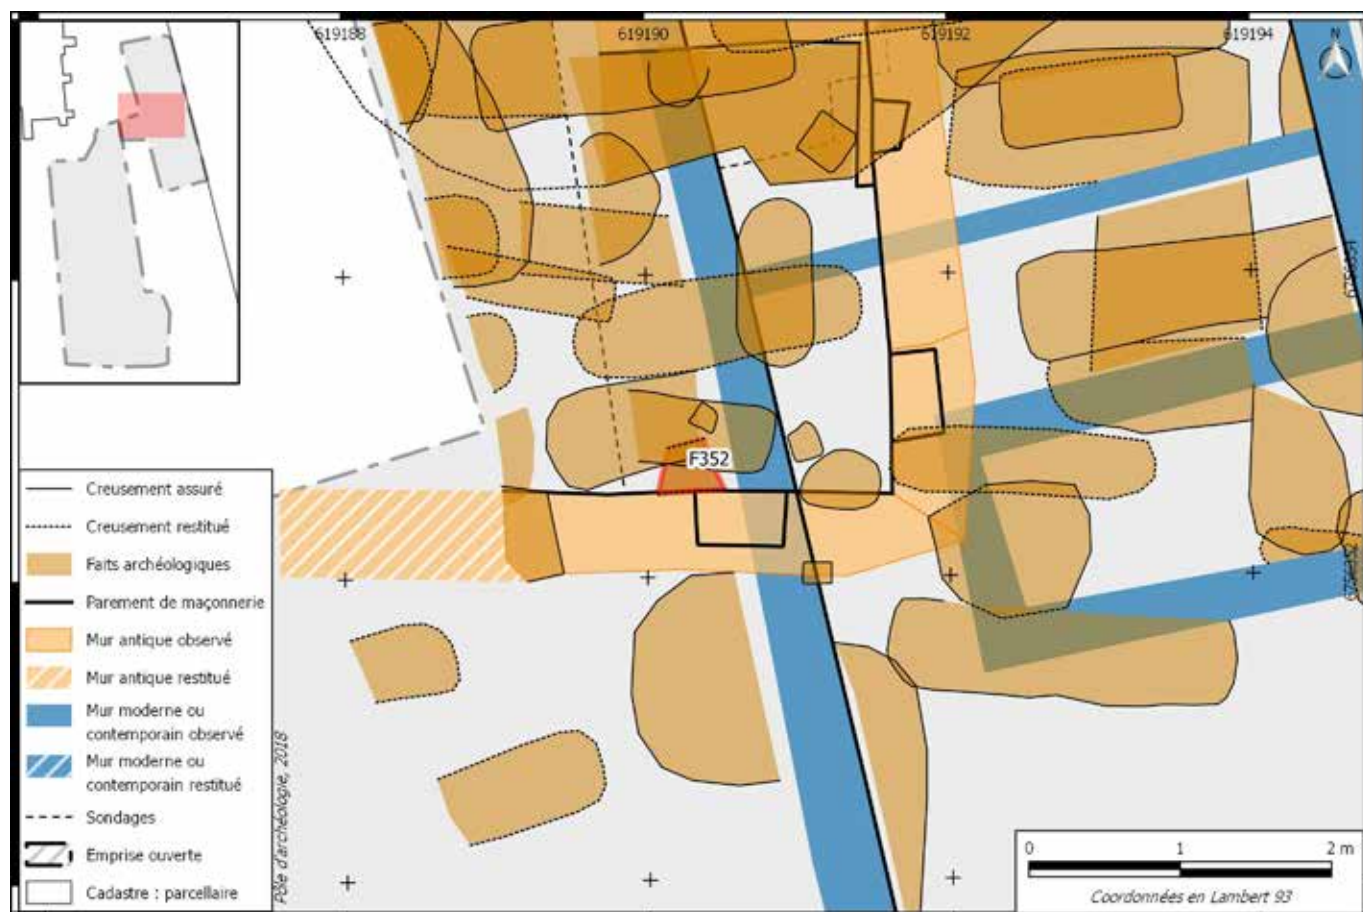 619188
619190
619192
619194
N
F352
Creusement assuré
Creusement restitué
Faits archéologiques
Parement de maçonnerie
Mur antique observé
Mur antique restitué
Mur moderne ou
contemporain observé
Mur moderne ou
contemporain restitué
Sondages
Emprise ouverte
Cadastre : parcellaire
Pôle d'archéologie, 2018
0 1 2 m
Coordonnées en Lambert 93